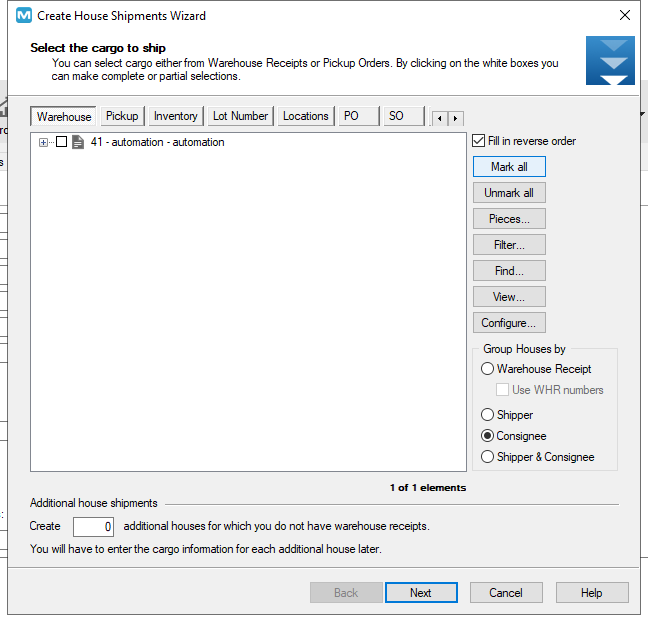 Create House Shipments Wizard
Select the cargo to ship
You can select cargo either from Warehouse Receipts or Pickup Orders. By clicking on the white boxes you
can make complete or partial selections.
Warehouse Pickup Inventory Lot Number Locations PO SO
41 - automation - automation
Fill in reverse order
Mark all
Unmark all
Pieces...
Filter...
Find...
View...
Configure...
Group Houses by
Warehouse Receipt
Use WHR numbers
Shipper
Consignee
Shipper & Consignee
1 of 1 elements
Additional house shipments
Create 0 additional houses for which you do not have warehouse receipts.
You will have to enter the cargo information for each additional house later.
Back Next Cancel Help